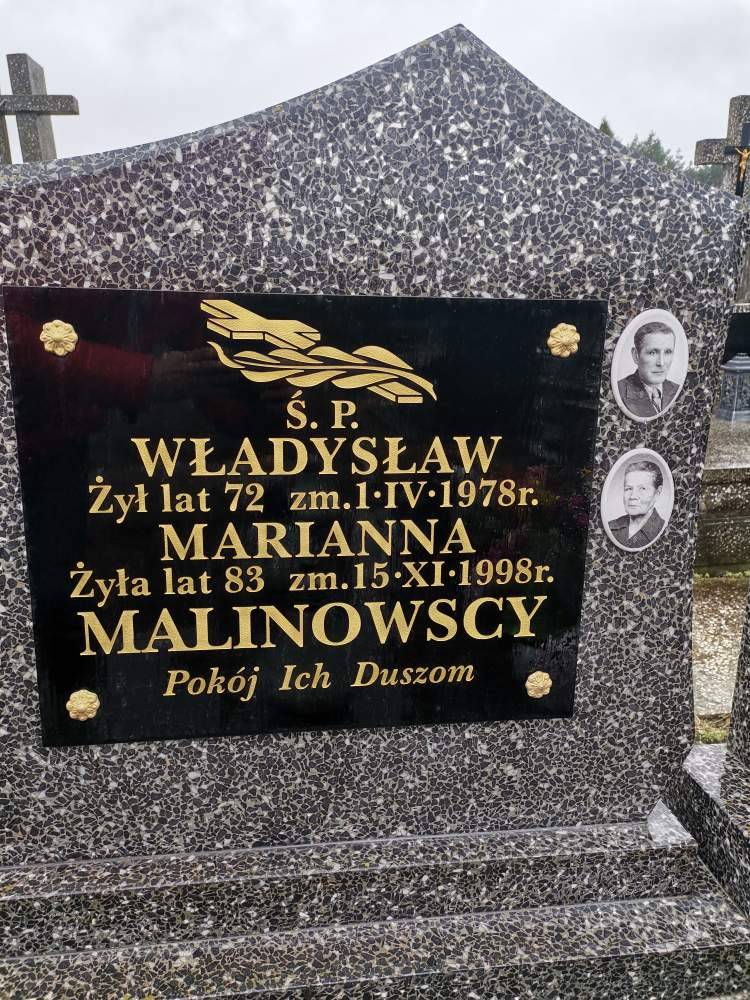 Ś. P.
WŁADYSŁAW
Żył lat 72 zm.1·IV·1978r.
MARIANNA
Żyła lat 83 zm.15·XI·1998r.
MALINOWSCY
Pokój Ich Duszom